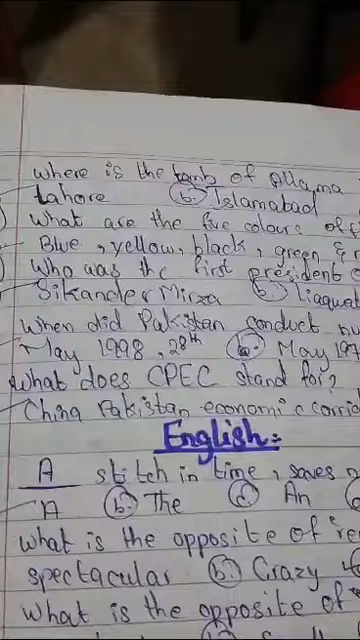 where is the tomb of Allama
Lahore (b.) Islamabad
What are the five colours of
Blue, yellow, black, green &
Who was the first president
Sikander Mirza (b.) Liaquat
When did Pakistan conduct nu
May 1998, 28th (b.) May 197
What does CPEC stand for?
China Pakistan economic corri
English:
A stitch in time, saves
A (b.) The (c.) An
what is the opposite of
spectacular (b.) Crazy
What is the opposite of